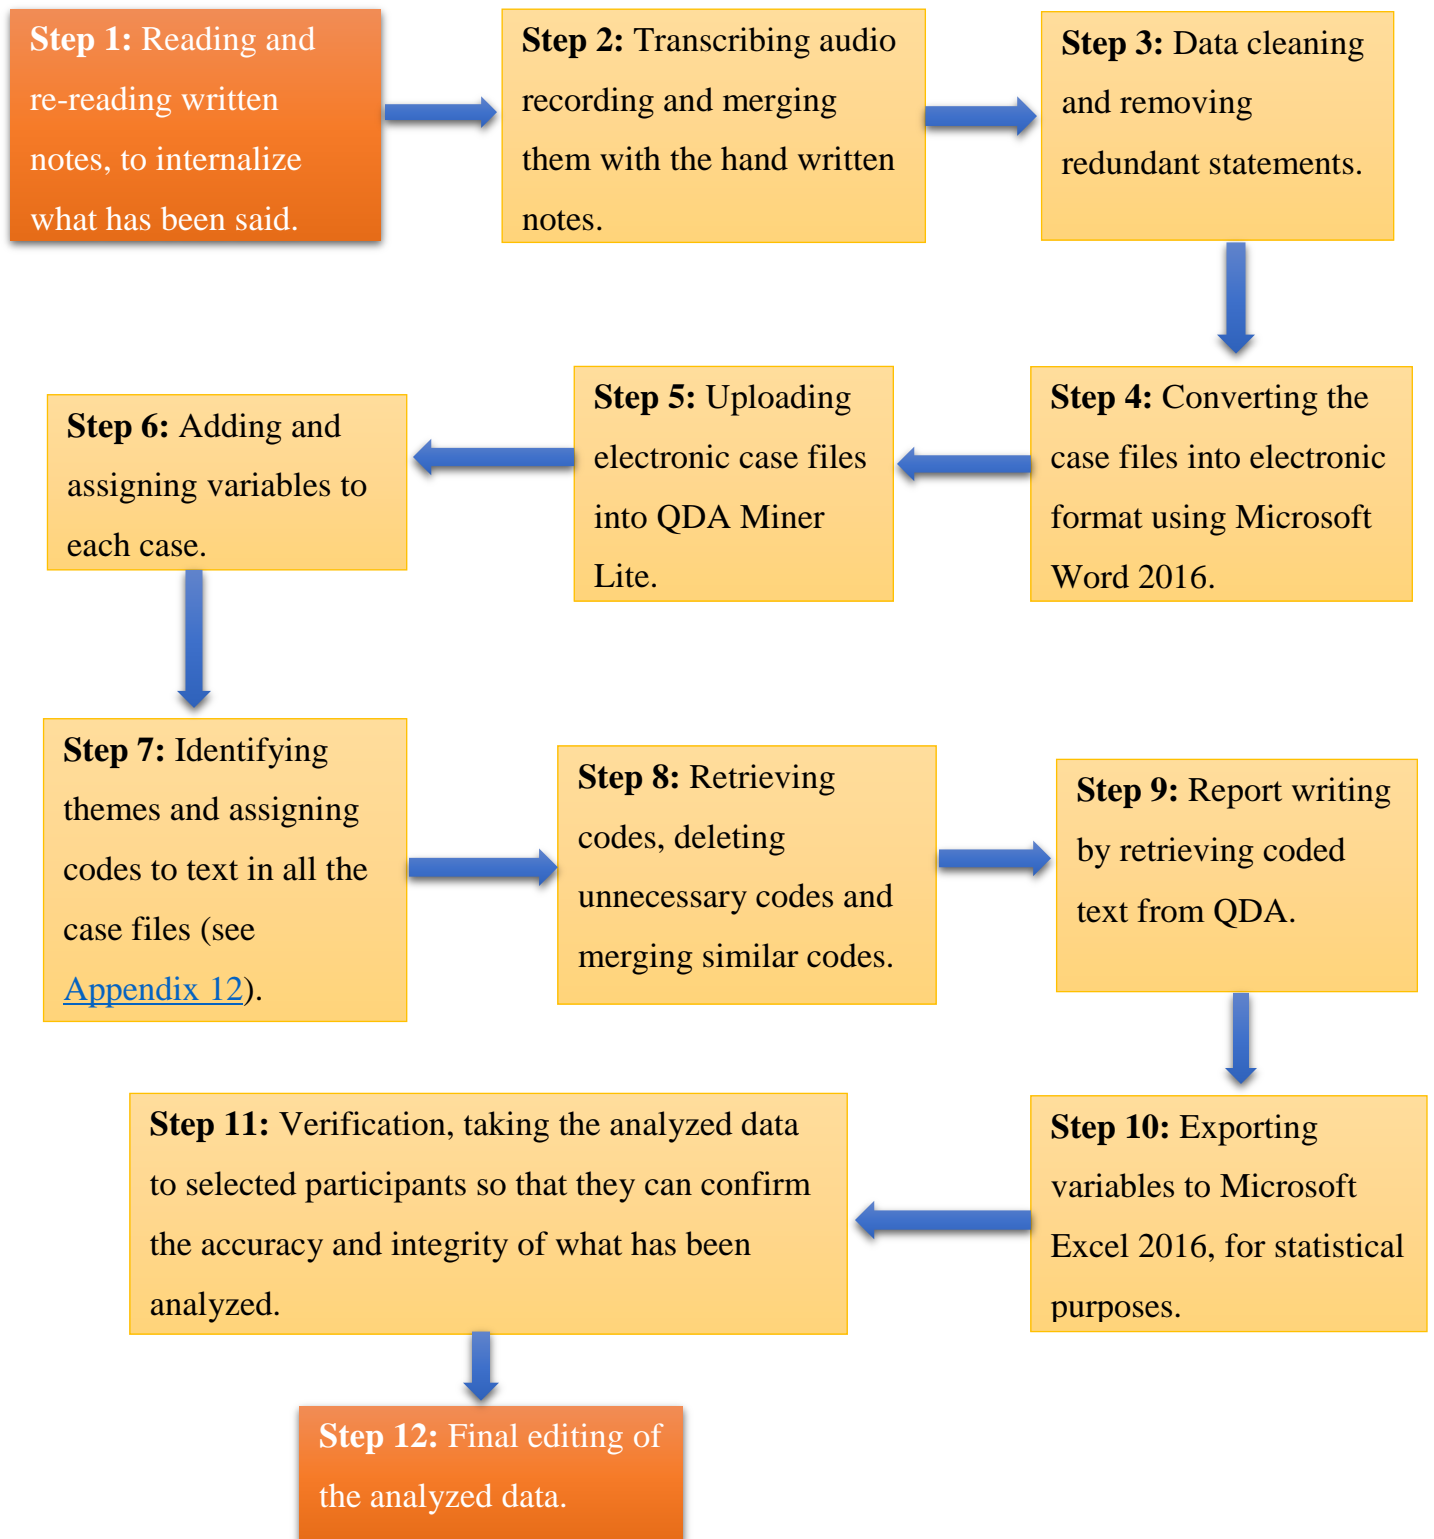 Step 1: Reading and
re-reading written
notes, to internalize
what has been said.
Step 2: Transcribing audio
recording and merging
them with the hand written
notes.
Step 3: Data cleaning
and removing
redundant statements.
Step 4: Converting the
case files into electronic
format using Microsoft
Word 2016.
Step 5: Uploading
electronic case files
into QDA Miner
Lite.
Step 6: Adding and
assigning variables to
each case.
Step 7: Identifying
themes and assigning
codes to text in all the
case files (see
Appendix 12).
Step 8: Retrieving
codes, deleting
unnecessary codes and
merging similar codes.
Step 9: Report writing
by retrieving coded
text from QDA.
Step 10: Exporting
variables to Microsoft
Excel 2016, for statistical
purposes.
Step 11: Verification, taking the analyzed data
to selected participants so that they can confirm
the accuracy and integrity of what has been
analyzed.
Step 12: Final editing of
the analyzed data.